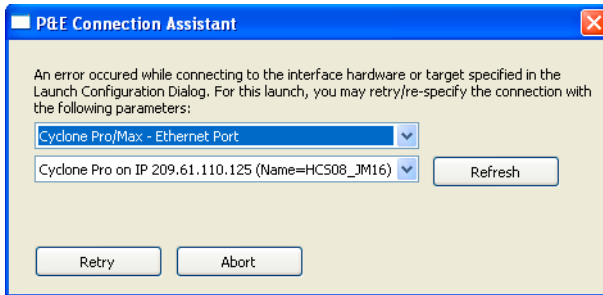 P&E Connection Assistant
An error occured while connecting to the interface hardware or target specified in the
Launch Configuration Dialog. For this launch, you may retry/re-specify the connection with
the following parameters:
Cyclone Pro/Max - Ethernet Port
Cyclone Pro on IP 209.61.110.125 (Name=HCS08_JM16)
Refresh
Retry
Abort